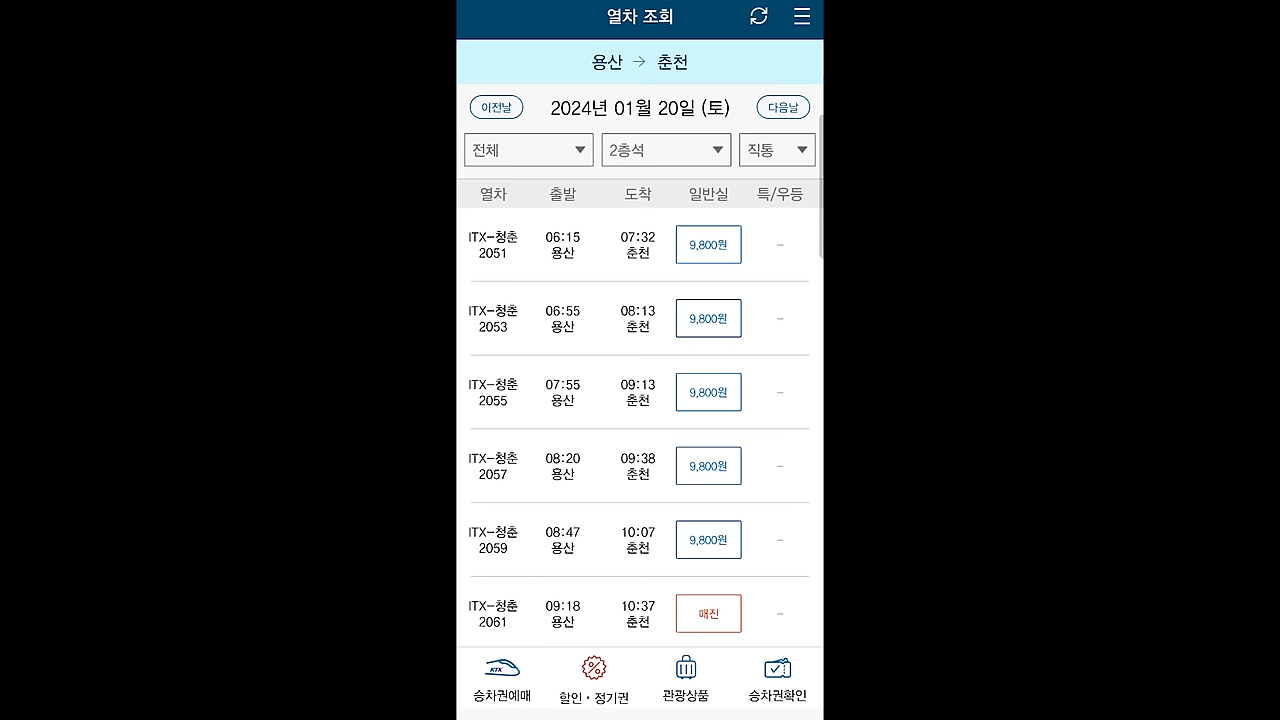 열차 조회
용산 → 춘천
이전날 2024년 01월 20일 (토) 다음날
전체 2층석 직통
열차 출발 도착 일반실 특/우등
ITX-청춘 06:15 07:32 9,800원 -
2051 용산 춘천
ITX-청춘 06:55 08:13 9,800원 -
2053 용산 춘천
ITX-청춘 07:55 09:13 9,800원 -
2055 용산 춘천
ITX-청춘 08:20 09:38 9,800원 -
2057 용산 춘천
ITX-청춘 08:47 10:07 9,800원 -
2059 용산 춘천
ITX-청춘 09:18 10:37 매진 -
2061 용산 춘천
KTX
승차권예매 할인·정기권 관광상품 승차권확인